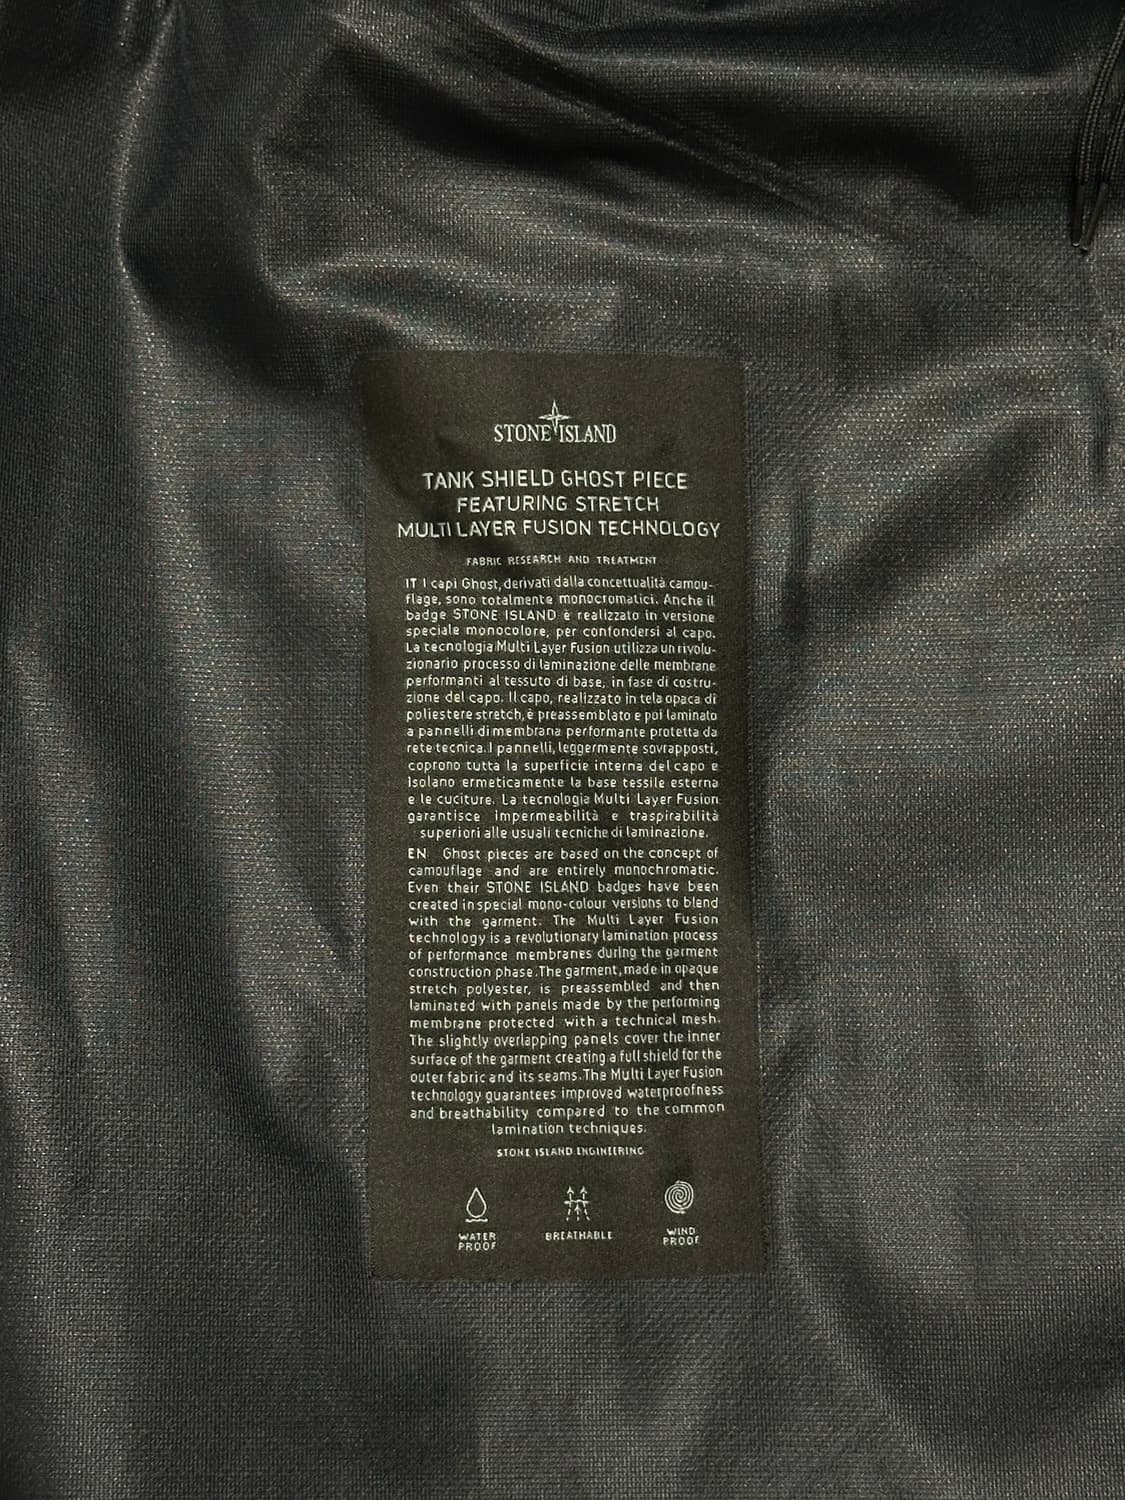 STONE ISLAND
TANK SHIELD GHOST PIECE
FEATURING STRETCH
MULTI LAYER FUSION TECHNOLOGY
FABRIC RESEARCH AND TREATMENT
IT I capi Ghost, derivati dalla concettualità camou-
flage, sono totalmente monocromatici. Anche il
badge STONE ISLAND è realizzato in versione
speciale monocolore, per confondersi al capo.
La tecnologia Multi Layer Fusion utilizza un rivolu-
zionario processo di laminazione delle membrane
performanti al tessuto di base, in fase di costru-
zione del capo. Il capo, realizzato in tela opaca di
poliestere stretch, è preassemblato e poi laminato
a pannelli di membrana performante protetta da
rete tecnica. I pannelli, leggermente sovrapposti,
coprono tutta la superficie interna del capo e
isolano ermeticamente la base tessile esterna
e le cuciture. La tecnologia Multi Layer Fusion
garantisce impermeabilità e traspirabilità
superiori alle usuali tecniche di laminazione.
EN Ghost pieces are based on the concept of
camouflage and are entirely monochromatic.
Even their STONE ISLAND badges have been
created in special mono-colour versions to blend
with the garment. The Multi Layer Fusion
technology is a revolutionary lamination process
of performance membranes during the garment
construction phase. The garment, made in opaque
stretch polyester, is preassembled and then
laminated with panels made by the performing
membrane protected with a technical mesh.
The slightly overlapping panels cover the inner
surface of the garment creating a full shield for the
outer fabric and its seams. The Multi Layer Fusion
technology guarantees improved waterproofness
and breathability compared to the common
lamination techniques.
STONE ISLAND ENGINEERING
WATER
PROOF
BREATHABLE
WIND
PROOF